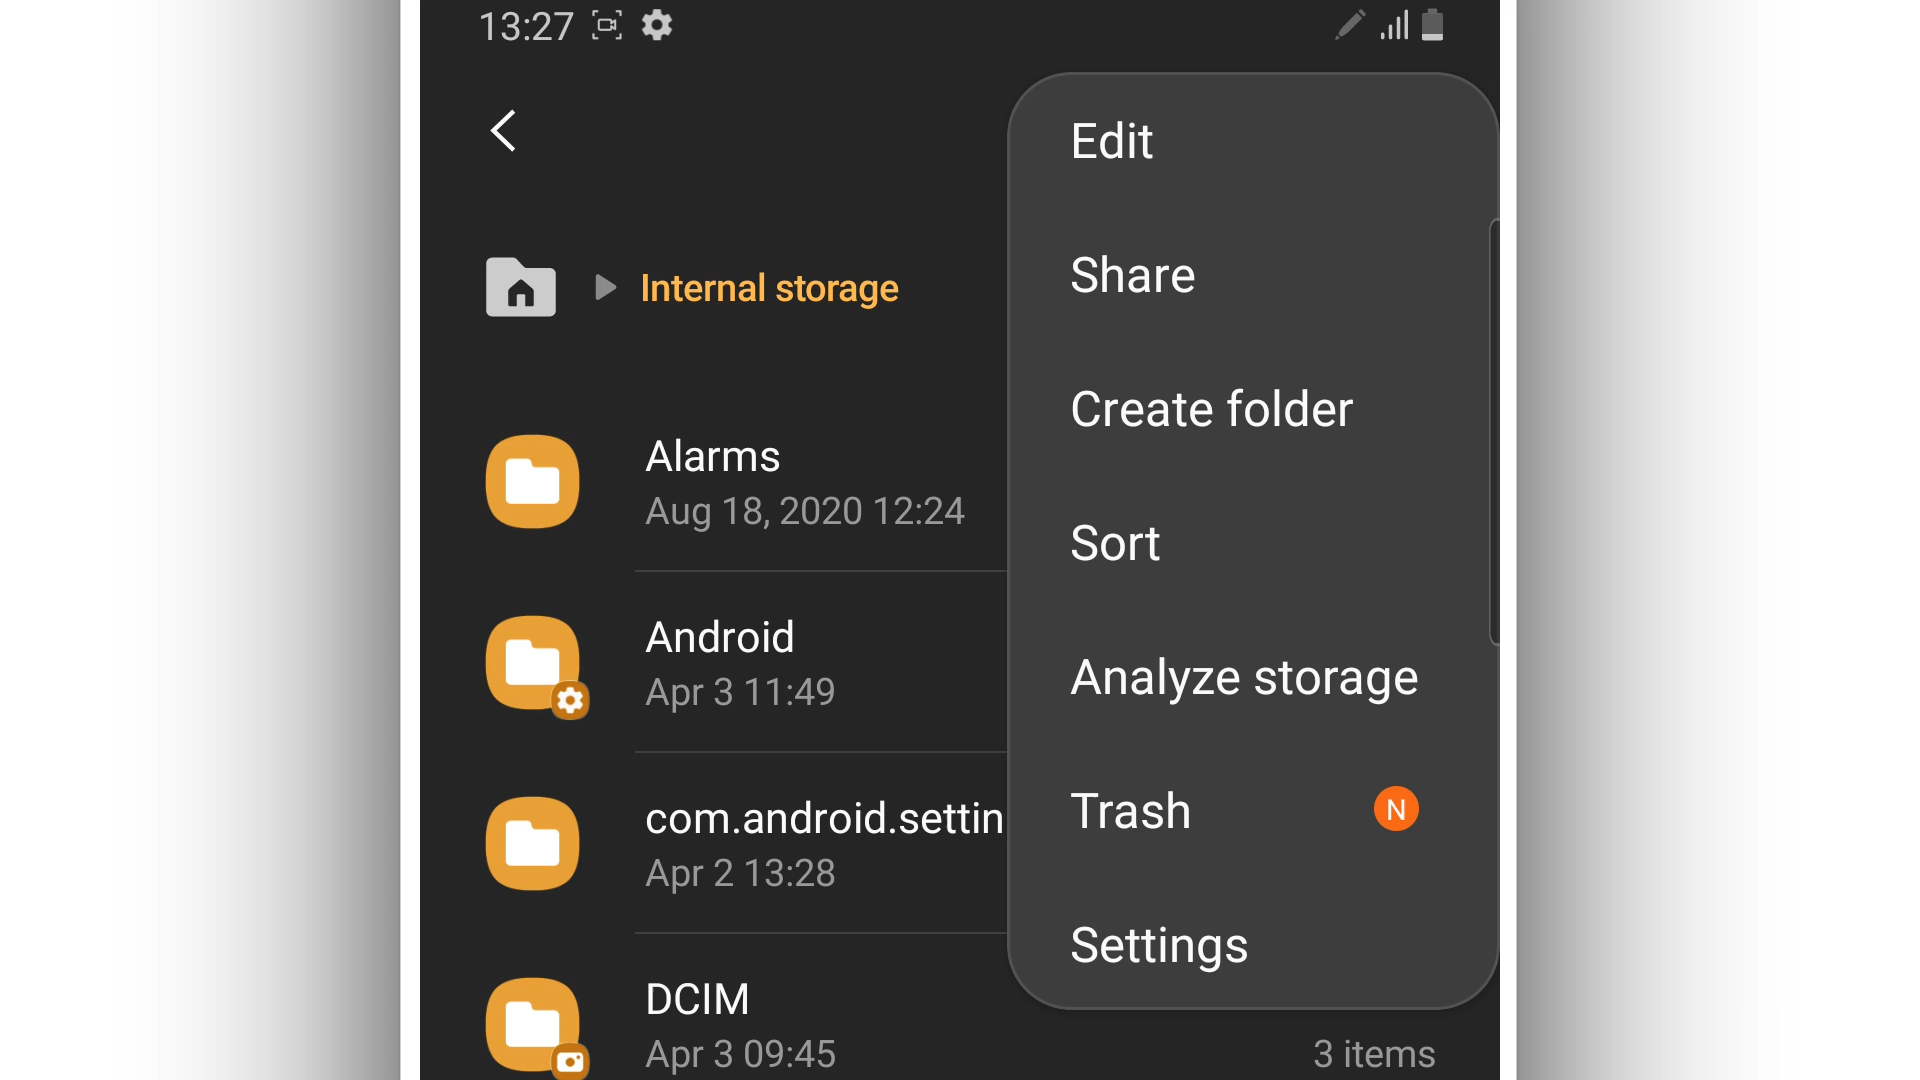 13:27
Edit
Share
Internal storage
Create folder
Alarms
Aug 18, 2020 12:24
Sort
Android
Apr 3 11:49
Analyze storage
com.android.settin
Apr 2 13:28
Trash N
Settings
DCIM
Apr 3 09:45 3 items